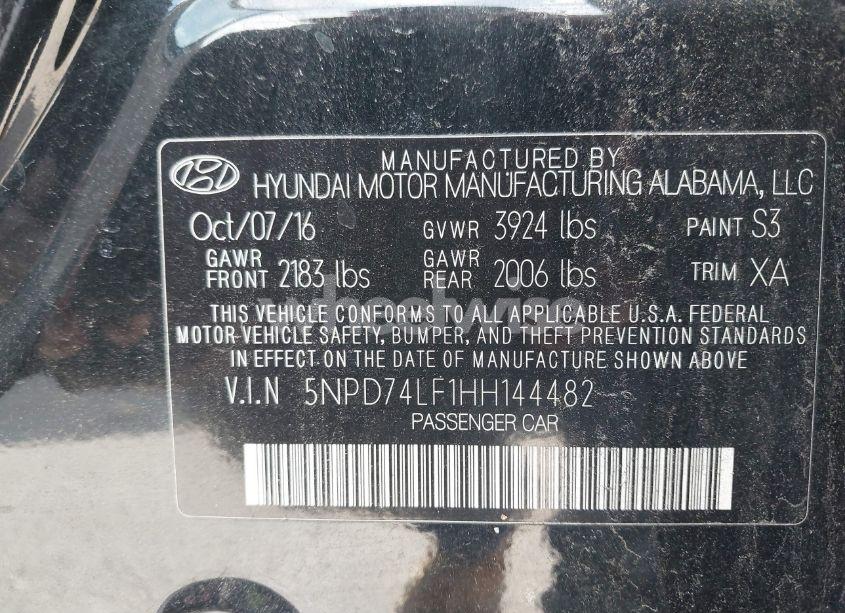 MANUFACTURED BY
HYUNDAI MOTOR MANUFACTURING ALABAMA, LLC
Oct/07/16 GVWR 3924 lbs PAINT S3
GAWR FRONT 2183 lbs GAWR REAR 2006 lbs TRIM XA
THIS VEHICLE CONFORMS TO ALL APPLICABLE U.S.A. FEDERAL
MOTOR-VEHICLE SAFETY, BUMPER, AND THEFT PREVENTION STANDARDS
IN EFFECT ON THE DATE OF MANUFACTURE SHOWN ABOVE
V.I.N 5NPD74LF1HH144482
PASSENGER CAR